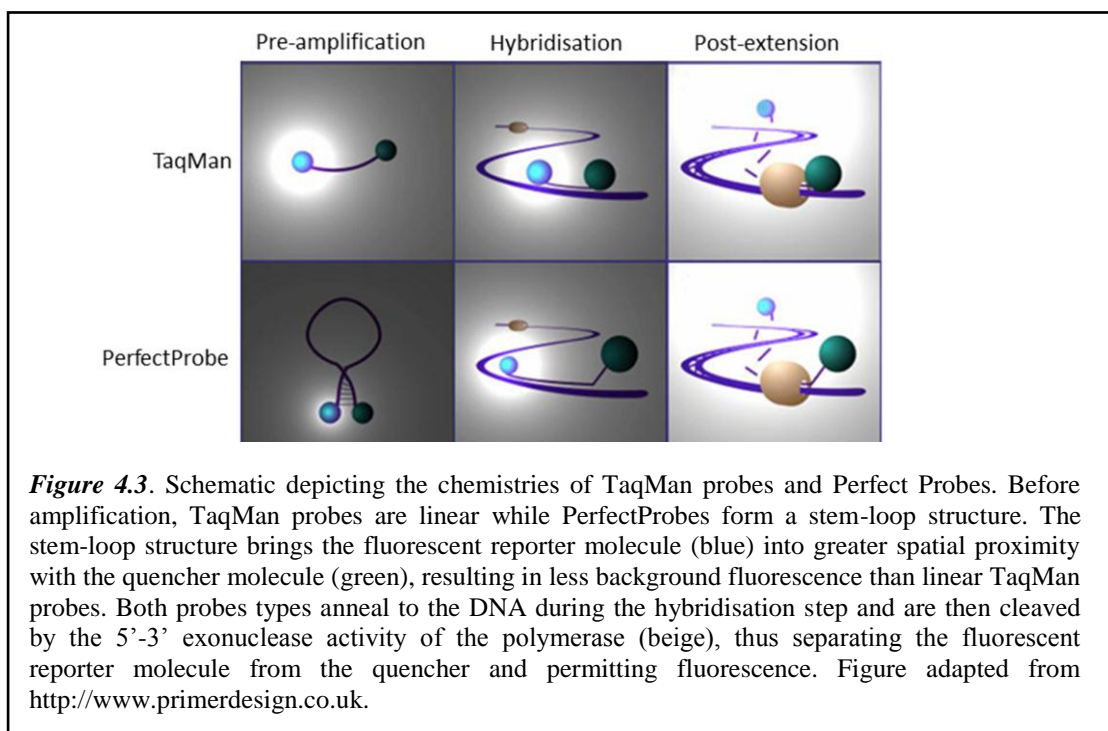 Pre-amplification Hybridisation Post-extension
TaqMan
PerfectProbe
Figure 4.3. Schematic depicting the chemistries of TaqMan probes and Perfect Probes. Before
amplification, TaqMan probes are linear while PerfectProbes form a stem-loop structure. The
stem-loop structure brings the fluorescent reporter molecule (blue) into greater spatial proximity
with the quencher molecule (green), resulting in less background fluorescence than linear TaqMan
probes. Both probes types anneal to the DNA during the hybridisation step and are then cleaved
by the 5’-3’ exonuclease activity of the polymerase (beige), thus separating the fluorescent
reporter molecule from the quencher and permitting fluorescence. Figure adapted from
http://www.primerdesign.co.uk.